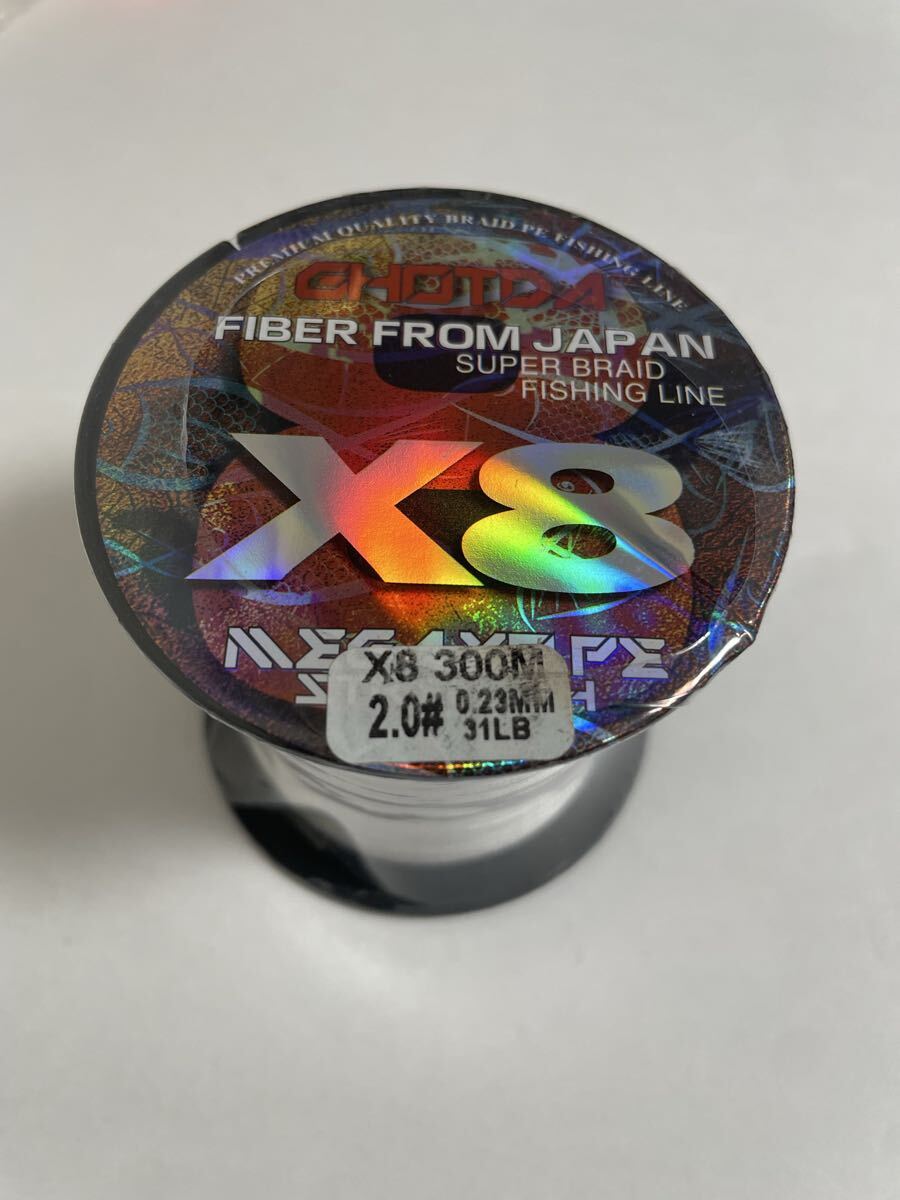 PREMIUM QUALITY BRAID PE FISHING LINE
GHOTDA
FIBER FROM JAPAN
SUPER BRAID
FISHING LINE
X8
PE
X8 300M
2.0# 0.23MM
31LB